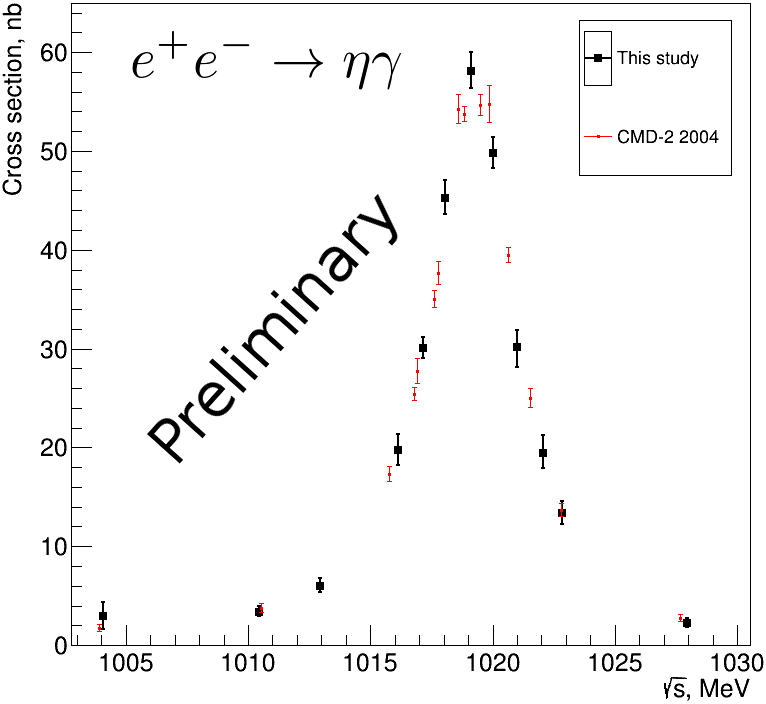 Cross section, nb
e⁺e⁻ → ηγ
This study
CMD-2 2004
Preliminary
60
50
40
30
20
10
0
1005 1010 1015 1020 1025 1030
√s, MeV